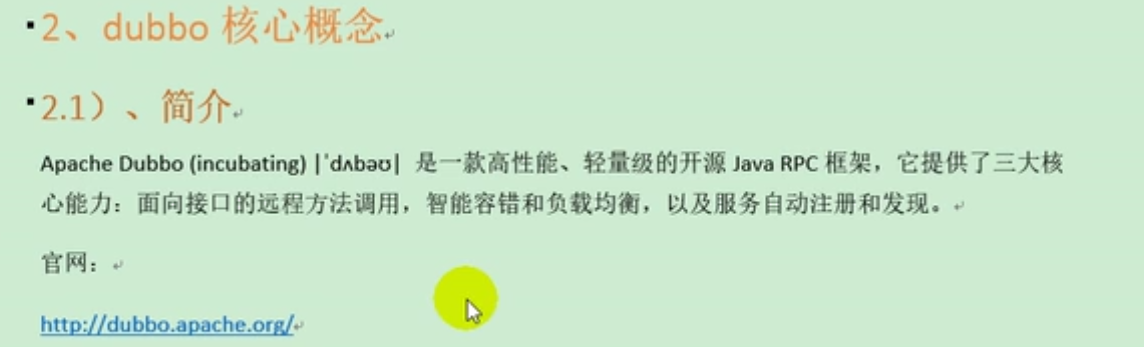 2、dubbo 核心概念
2.1）、简介
Apache Dubbo (incubating) |ˈdʌbəʊ| 是一款高性能、轻量级的开源 Java RPC 框架，它提供了三大核
心能力：面向接口的远程方法调用，智能容错和负载均衡，以及服务自动注册和发现。
官网：
http://dubbo.apache.org/